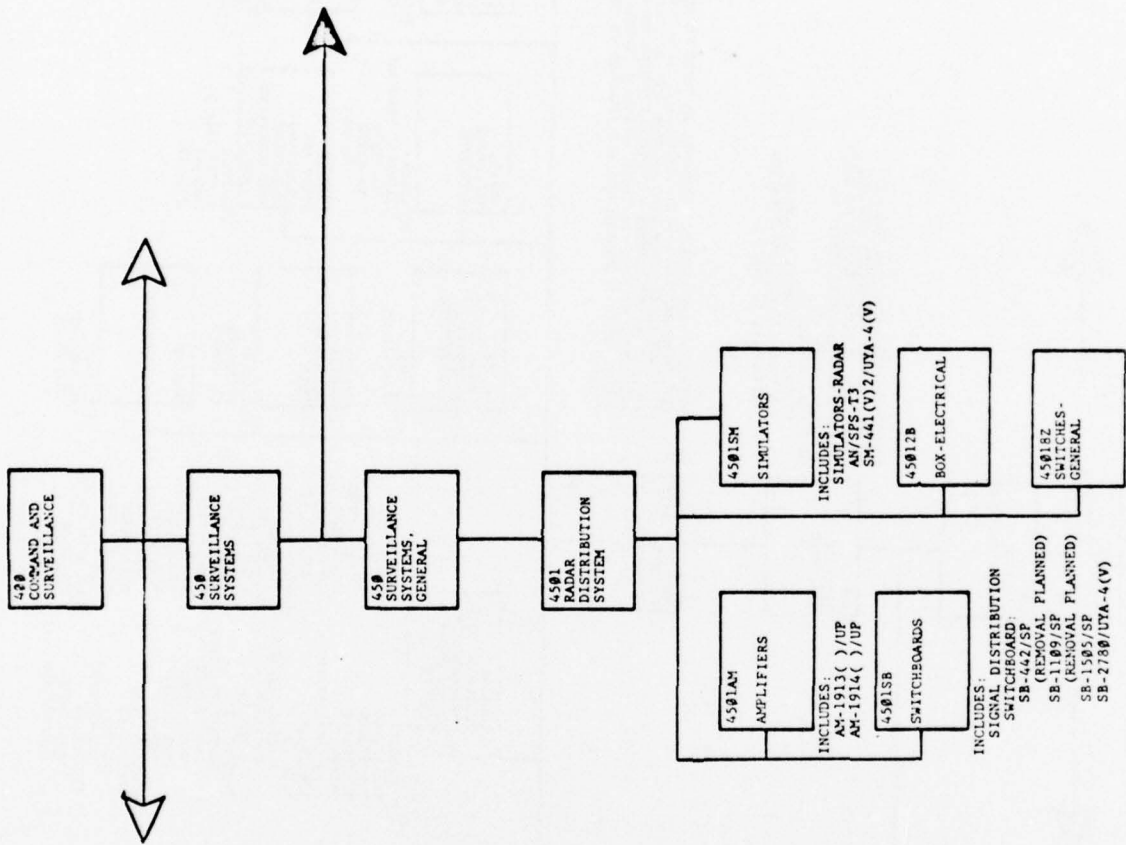 400
COMMAND AND
SURVEILLANCE
450
SURVEILLANCE
SYSTEMS
450
SURVEILLANCE
SYSTEMS,
GENERAL
4501
RADAR
DISTRIBUTION
SYSTEM
4501AM
AMPLIFIERS
INCLUDES:
AM-1913( )/UP
AM-1914( )/UP
4501SB
SWITCHBOARDS
INCLUDES:
SIGNAL DISTRIBUTION
SWITCHBOARD:
SB-442/SP
(REMOVAL PLANNED)
SB-1109/SP
(REMOVAL PLANNED)
SB-1505/SP
SB-2780/UYA-4(V)
4501SM
SIMULATORS
INCLUDES:
SIMULATORS-RADAR
AN/SPS-T3
SM-441(V)2/UYA-4(V)
45012B
BOX-ELECTRICAL
45018Z
SWITCHES-
GENERAL